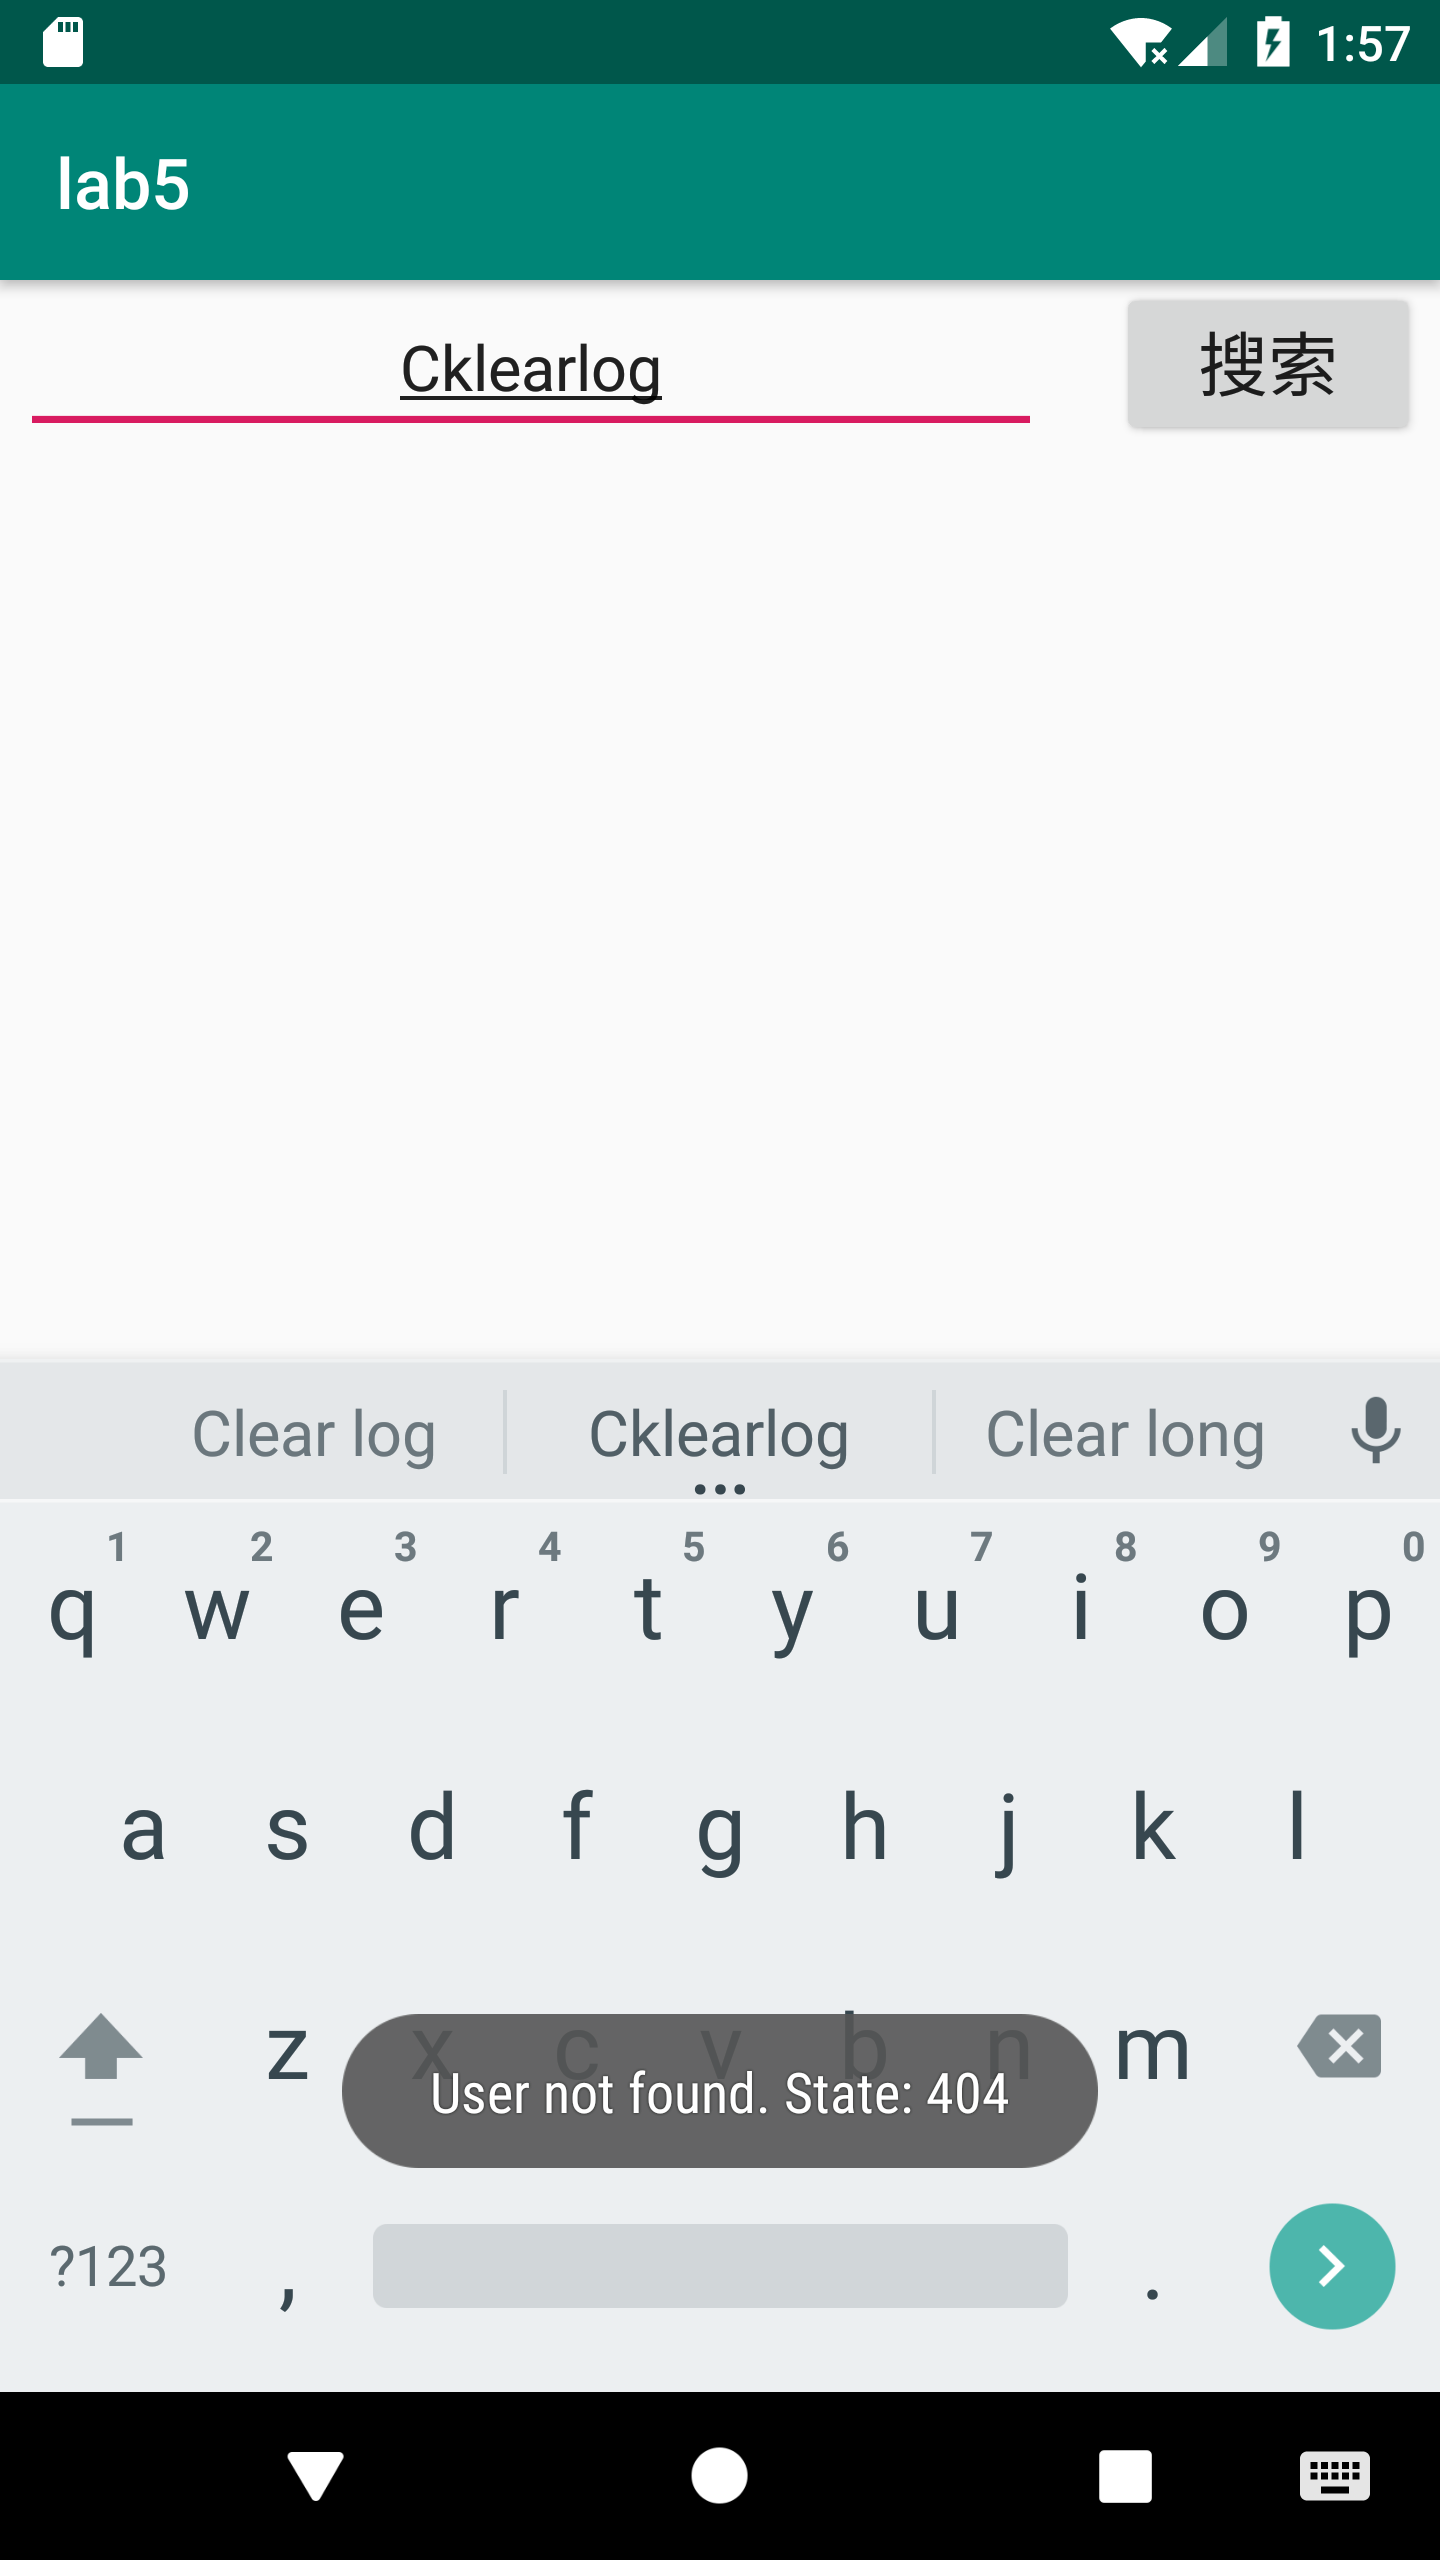 1:57
lab5
Cklearlog
搜索
Clear log Cklearlog Clear long
1 2 3 4 5 6 7 8 9 0
q w e r t y u i o p
a s d f g h j k l
z x c v b n m
User not found. State: 404
?123 , .